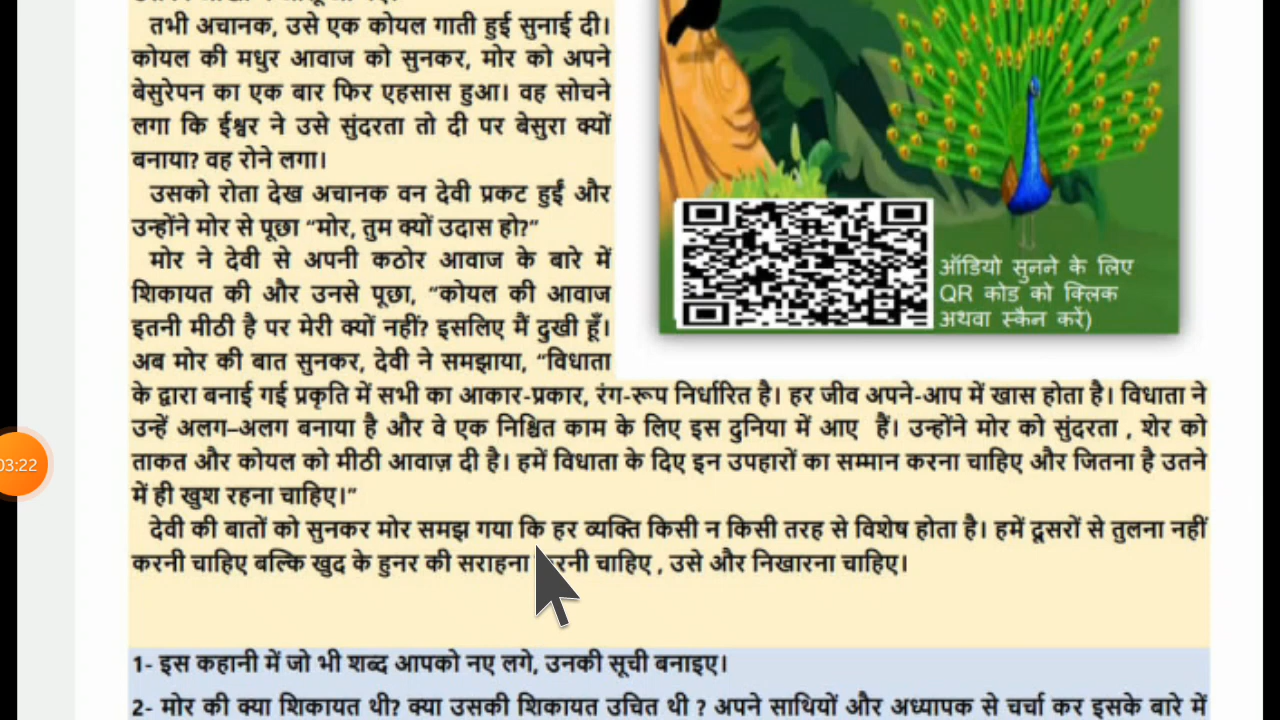 तभी अचानक, उसे एक कोयल गाती हुई सुनाई दी।
कोयल की मधुर आवाज को सुनकर, मोर को अपने
बेसुरेपन का एक बार फिर एहसास हुआ। वह सोचने
लगा कि ईश्वर ने उसे सुंदरता तो दी पर बेसुरा क्यों
बनाया? वह रोने लगा।
उसको रोता देख अचानक वन देवी प्रकट हुईं और
उन्होंने मोर से पूछा “मोर, तुम क्यों उदास हो?”
मोर ने देवी से अपनी कठोर आवाज के बारे में
शिकायत की और उनसे पूछा, “कोयल की आवाज
इतनी मीठी है पर मेरी क्यों नहीं? इसलिए मैं दुखी हूँ।
अब मोर की बात सुनकर, देवी ने समझाया, “विधाता
के द्वारा बनाई गई प्रकृति में सभी का आकार-प्रकार, रंग-रूप निर्धारित है। हर जीव अपने-आप में खास होता है। विधाता ने
उन्हें अलग–अलग बनाया है और वे एक निश्चित काम के लिए इस दुनिया में आए हैं। उन्होंने मोर को सुंदरता , शेर को
ताकत और कोयल को मीठी आवाज़ दी है। हमें विधाता के दिए इन उपहारों का सम्मान करना चाहिए और जितना है उतने
में ही खुश रहना चाहिए।”
देवी की बातों को सुनकर मोर समझ गया कि हर व्यक्ति किसी न किसी तरह से विशेष होता है। हमें दूसरों से तुलना नहीं
करनी चाहिए बल्कि खुद के हुनर की सराहना चाहिए , उसे और निखारना चाहिए।
ऑडियो सुनने के लिए
QR कोड को क्लिक
अथवा स्कैन करें)
03:22
1- इस कहानी में जो भी शब्द आपको नए लगे, उनकी सूची बनाइए।
2- मोर की क्या शिकायत थी? क्या उसकी शिकायत उचित थी ? अपने साथियों और अध्यापक से चर्चा कर इसके बारे में